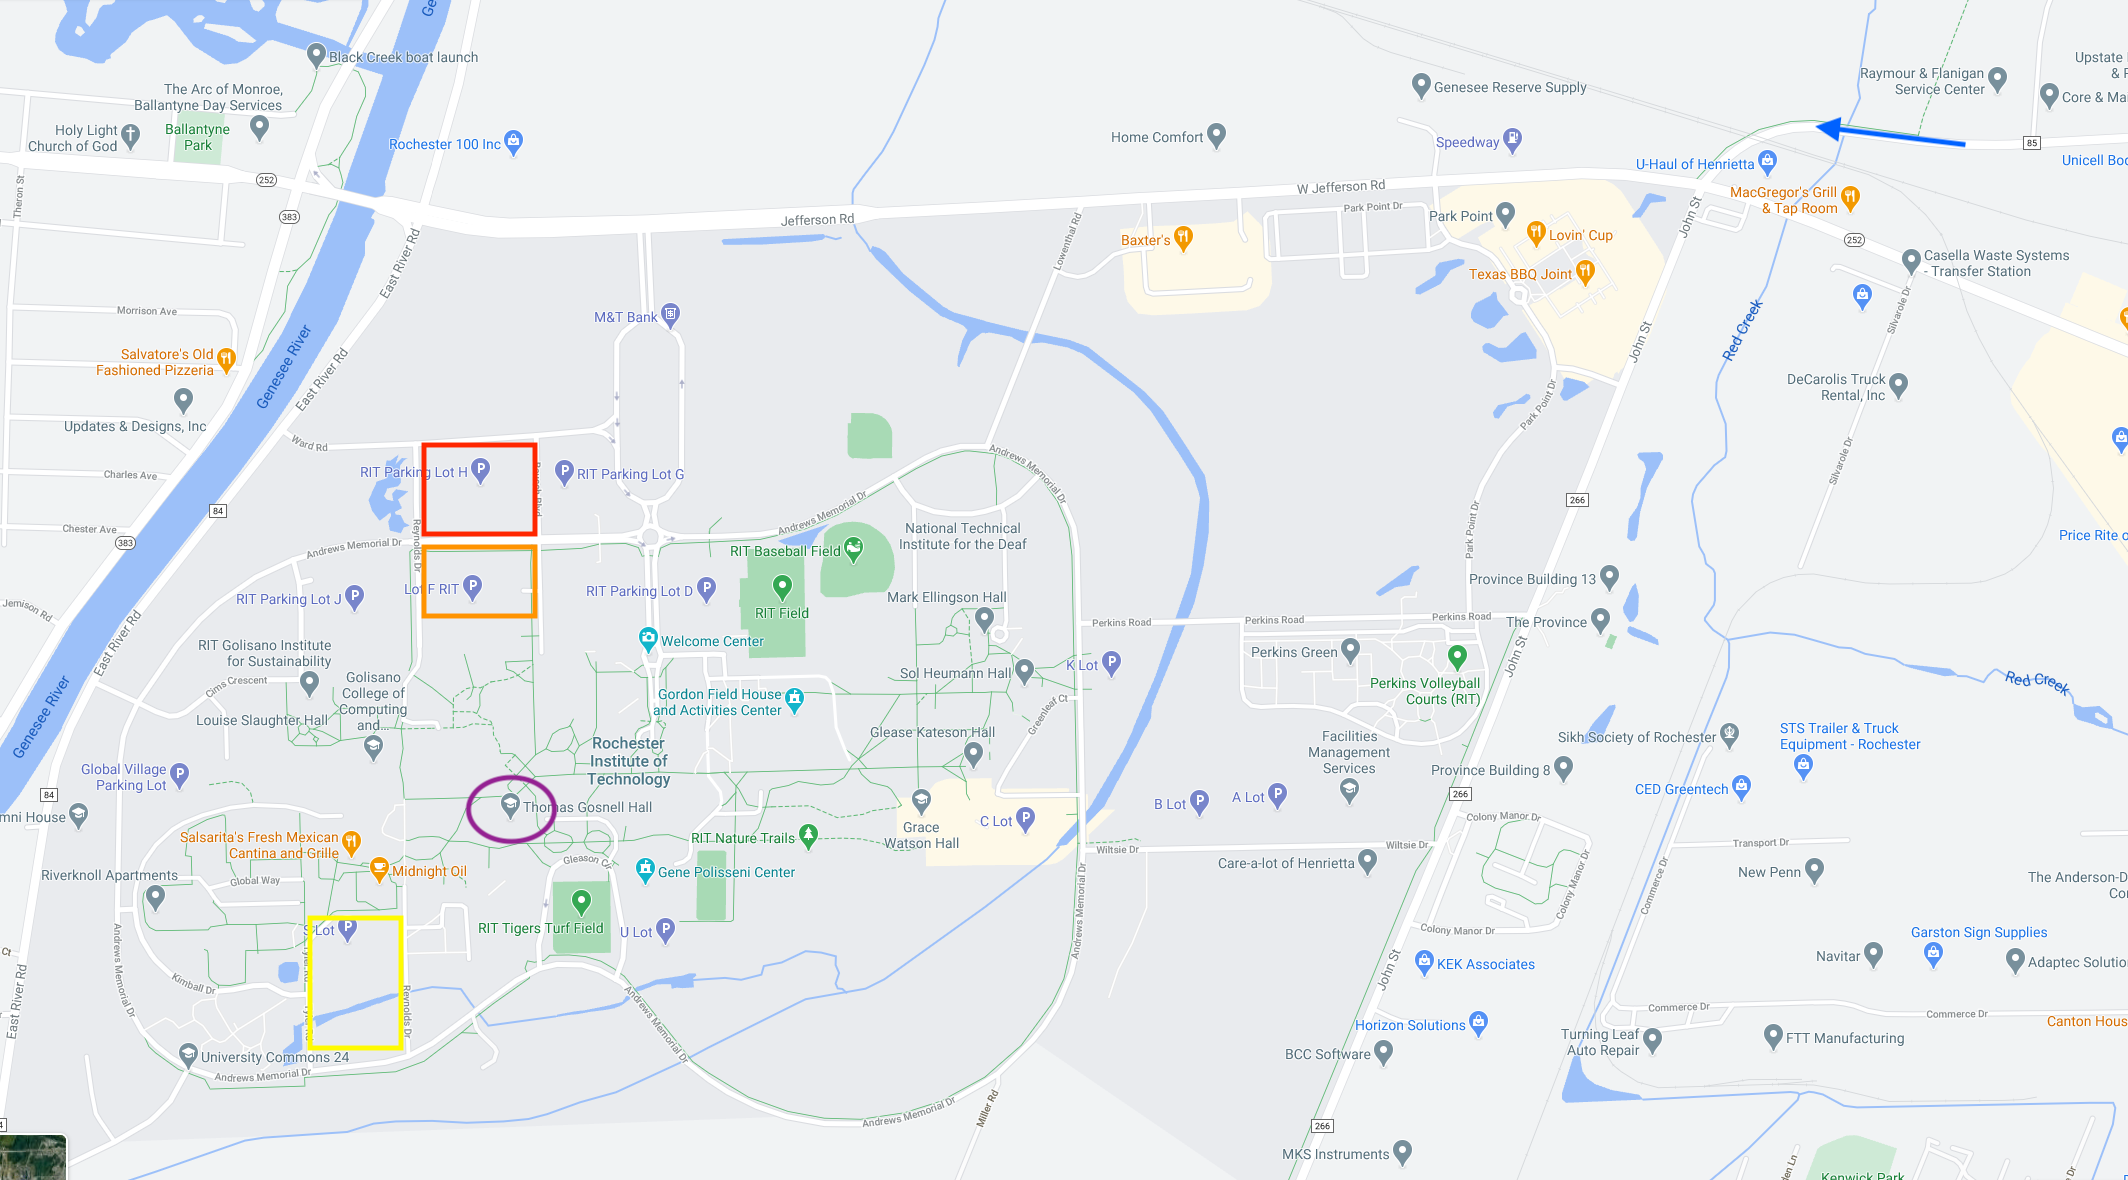 Black Creek boat launch
The Arc of Monroe,
Ballantyne Day Services
Holy Light
Church of God
Ballantyne
Park
Rochester 100 Inc
Ge
252
383
Theron St
Genesee Reserve Supply
Home Comfort
Speedway
Raymour & Flanigan
Service Center
Upstate
Core & Ma
85
Unicell Bo
U-Haul of Henrietta
MacGregor's Grill
& Tap Room
W Jefferson Rd
Jefferson Rd
Park Point Dr
Park Point
Lovin' Cup
Texas BBQ Joint
Baxter's
Lowenthal Rd
John St
252
Casella Waste Systems
- Transfer Station
Silvarole Dr
East River Rd
Morrison Ave
Salvatore's Old
Fashioned Pizzeria
Genesee River
East River Rd
M&T Bank
John St
Red Creek
DeCarolis Truck
Rental, Inc
Updates & Designs, Inc
Park Point Dr
Ward Rd
Charles Ave
RIT Parking Lot H
RIT Parking Lot G
Andrews Memorial Dr
Silvarole Dr
84
266
Chester Ave
383
Reynolds Dr
Andrews Memorial Dr
Andrews Memorial Dr
National Technical
Institute for the Deaf
Park Point Dr
Price Rite o
RIT Baseball Field
RIT Field
Lot F RIT
RIT Parking Lot J
RIT Parking Lot D
Mark Ellingson Hall
Province Building 13
Jemison Rd
East River Rd
Perkins Road
Perkins Road
Perkins Road
The Province
Welcome Center
RIT Golisano Institute
for Sustainability
Perkins Green
John St
K Lot
Sol Heumann Hall
Cims Crescent
Golisano
College of
Computing
and...
Perkins Volleyball
Courts (RIT)
Red Creek
Gordon Field House
and Activities Center
Greenleaf Ct
Genesee River
Louise Slaughter Hall
Glease Kateson Hall
Rochester
Institute of
Technology
Facilities
Management
Services
Sikh Society of Rochester
STS Trailer & Truck
Equipment - Rochester
Global Village
Parking Lot
Province Building 8
84
266
CED Greentech
B Lot
A Lot
Thomas Gosnell Hall
mni House
C Lot
Colony Manor Dr
Salsarita's Fresh Mexican
Cantina and Grille
RIT Nature Trails
Grace
Watson Hall
Wiltsie Dr
Wiltsie Dr
Transport Dr
Gleason Cir
Care-a-lot of Henrietta
Midnight Oil
Gene Polisseni Center
New Penn
Riverknoll Apartments
Global Way
The Anderson-D
Co
Commerce Dr
Colony Manor Dr
S Lot
RIT Tigers Turf Field
U Lot
Colony Manor Dr
Garston Sign Supplies
Andrews Memorial Dr
Andrews Memorial Dr
Navitar
Adaptec Solutio
Ct
KEK Associates
John St
Kimball Dr
East River Rd
Reynolds Dr
Andrews Memorial Dr
Commerce Dr
Commerce Dr
Canton Hous
Horizon Solutions
Turning Leaf
Auto Repair
FTT Manufacturing
BCC Software
University Commons 24
Andrews Memorial Dr
Andrews Memorial Dr
Miller Rd
266
MKS Instruments
Kenwick Park